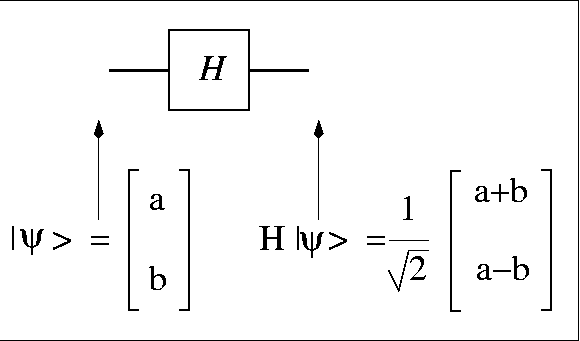 H
|ψ> = [a b]
H |ψ> = 1/√2 [a+b a−b]